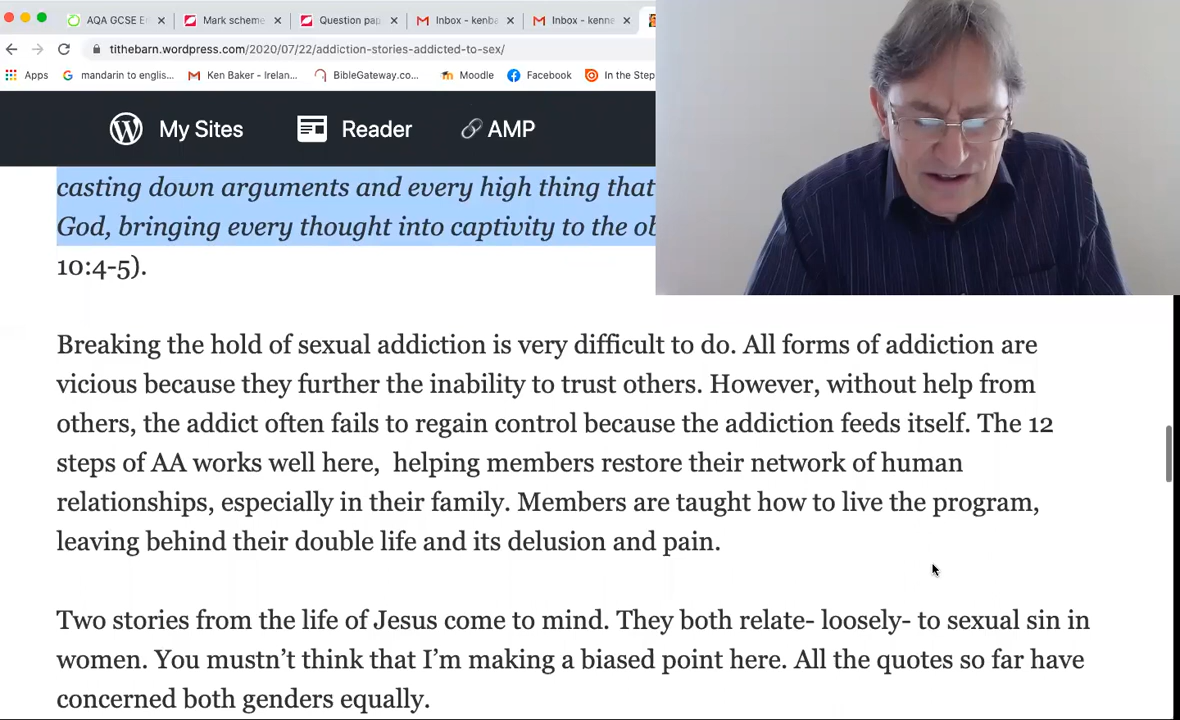 AQA GCSE E
Mark scheme
Question pap
Inbox - kenba
Inbox - kenne
tithebarn.wordpress.com/2020/07/22/addiction-stories-addicted-to-sex/
Apps
mandarin to englis...
Ken Baker - Irelan...
BibleGateway.co...
Moodle
Facebook
In the Step
My Sites
Reader
AMP
casting down arguments and every high thing that
God, bringing every thought into captivity to the ob
10:4-5).
Breaking the hold of sexual addiction is very difficult to do. All forms of addiction are
vicious because they further the inability to trust others. However, without help from
others, the addict often fails to regain control because the addiction feeds itself. The 12
steps of AA works well here,  helping members restore their network of human
relationships, especially in their family. Members are taught how to live the program,
leaving behind their double life and its delusion and pain.
Two stories from the life of Jesus come to mind. They both relate- loosely- to sexual sin in
women. You mustn’t think that I’m making a biased point here. All the quotes so far have
concerned both genders equally.